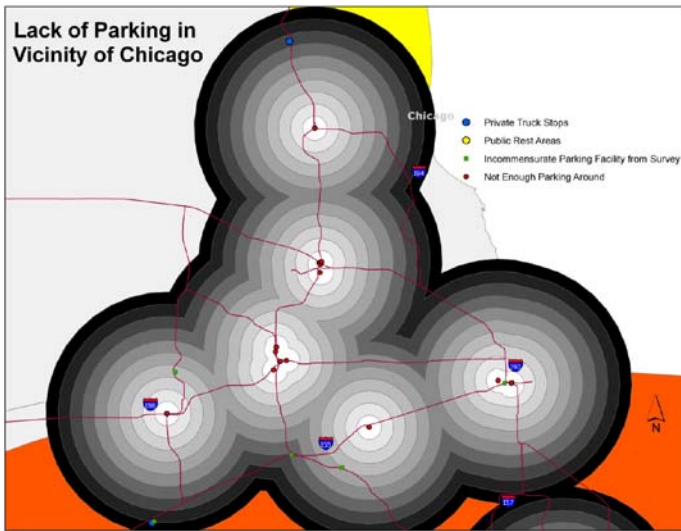 Lack of Parking in
Vicinity of Chicago
Chicago
Private Truck Stops
Public Rest Areas
Incommensurate Parking Facility from Survey
Not Enough Parking Around
N